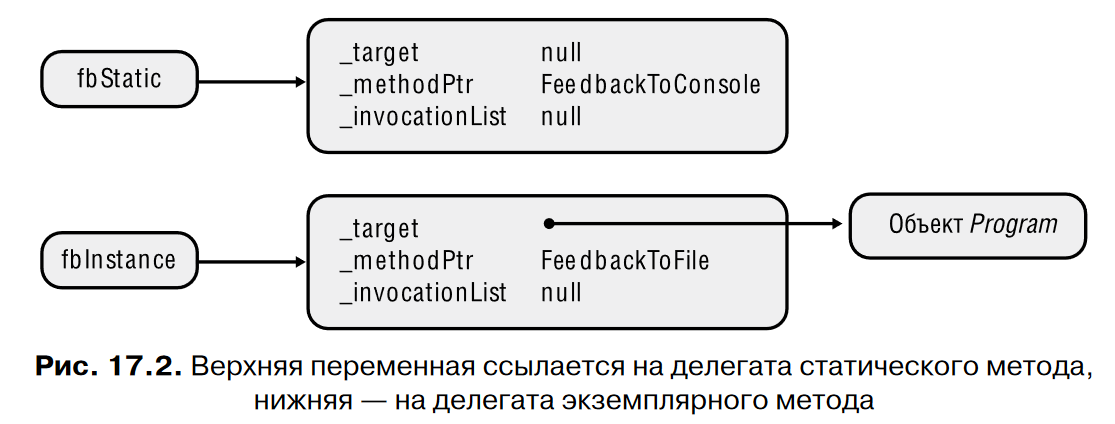 fbStatic
_target null
_methodPtr FeedbackToConsole
_invocationList null
fbInstance
_target
_methodPtr FeedbackToFile
_invocationList null
Объект Program
Рис. 17.2. Верхняя переменная ссылается на делегата статического метода,
нижняя — на делегата экземплярного метода